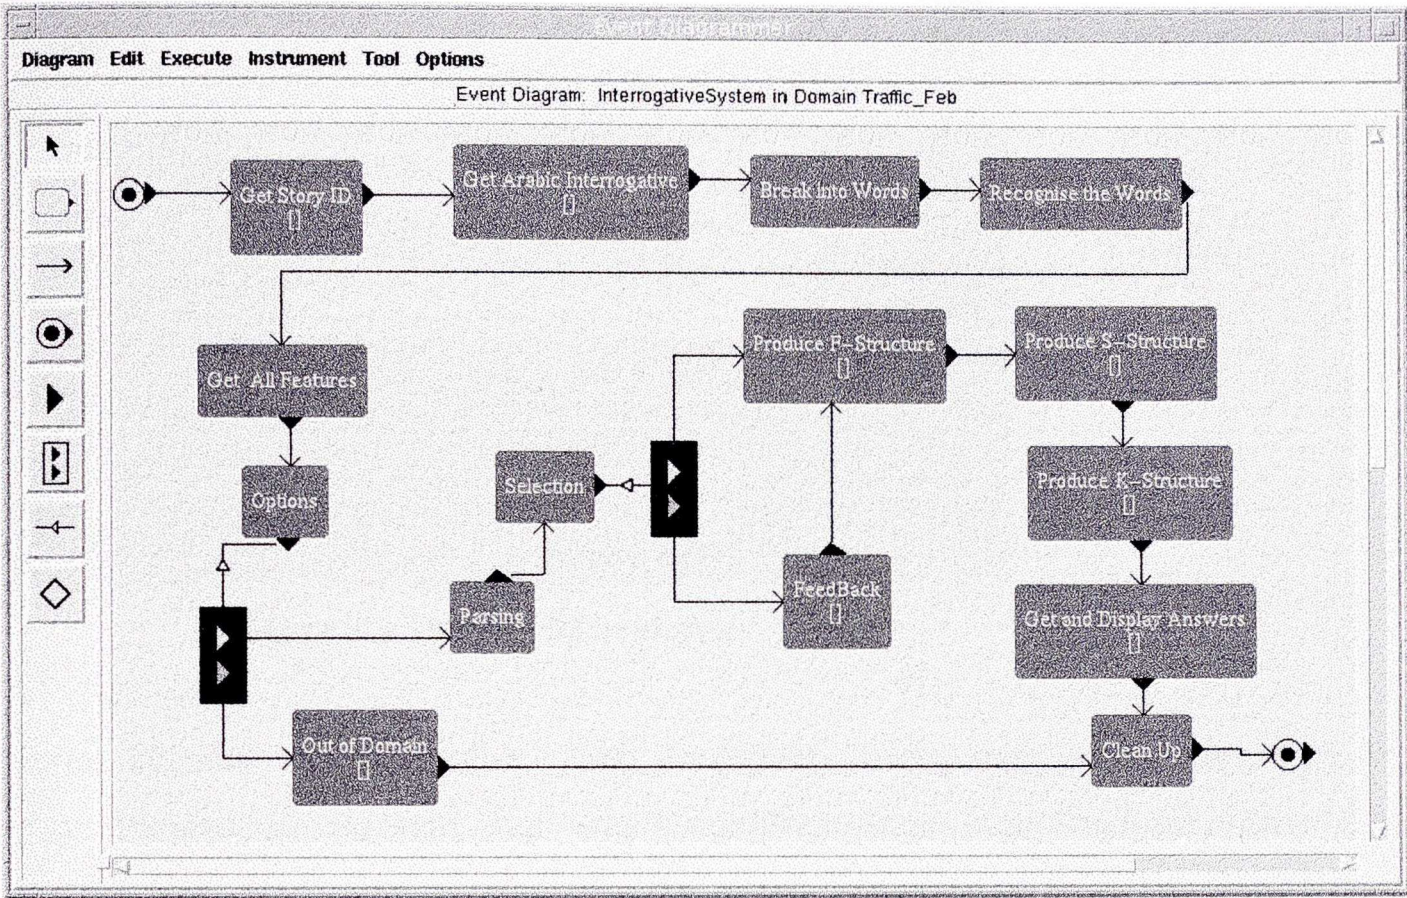 Event Diagrammer
Diagram Edit Execute Instrument Tool Options
Event Diagram: InterrogativeSystem in Domain Traffic_Feb
Get Story ID
[]
Get Arabic Interrogative
[]
Break into Words
Recognise the Words
Get All Features
Options
Selection
Parsing
Out of Domain
[]
Produce F-Structure
[]
FeedBack
[]
Produce S-Structure
[]
Produce K-Structure
[]
Get and Display Answers
[]
Clean Up